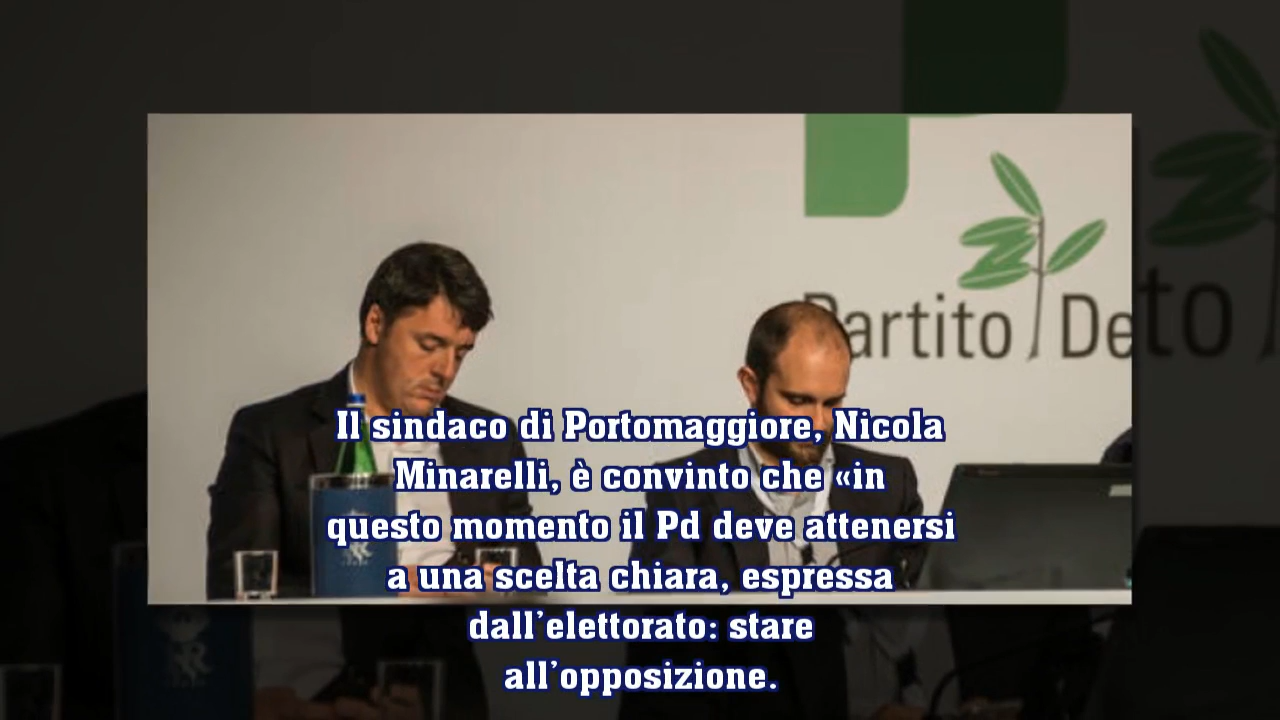 Partito De
to
Il sindaco di Portomaggiore, Nicola
Minarelli, è convinto che «in
questo momento il Pd deve attenersi
a una scelta chiara, espressa
dall'elettorato: stare
all'opposizione.